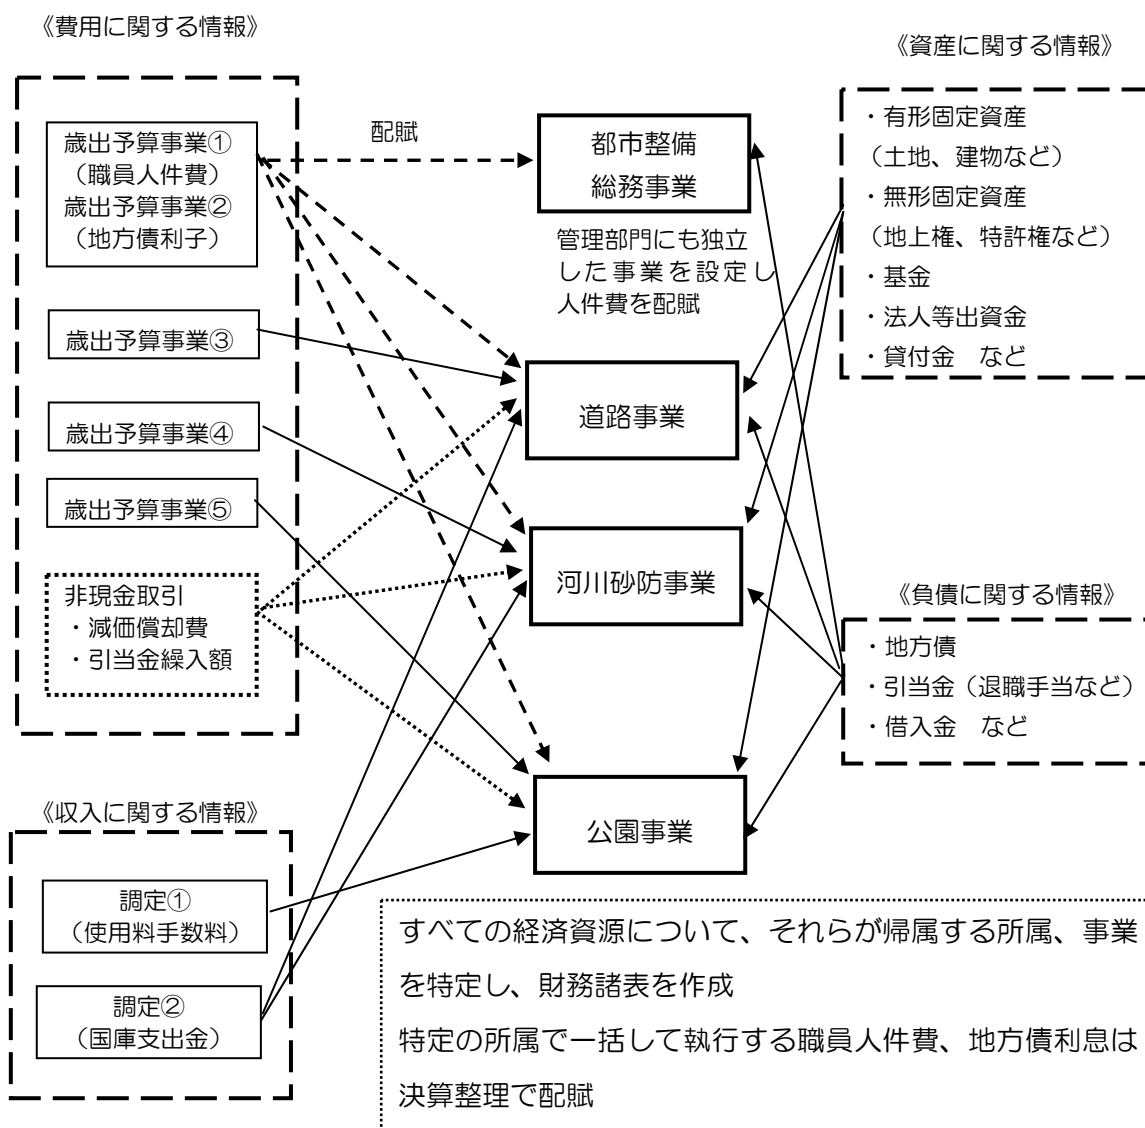 《費用に関する情報》
歳出予算事業①
(職員人件費)
歳出予算事業②
(地方債利子)
歳出予算事業③
歳出予算事業④
歳出予算事業⑤
非現金取引
・減価償却費
・引当金繰入額
《収入に関する情報》
調定①
(使用料手数料)
調定②
(国庫支出金)
配賦
都市整備
総務事業
管理部門にも独立
した事業を設定し
人件費を配賦
道路事業
河川砂防事業
公園事業
《資産に関する情報》
・有形固定資産
(土地、建物など)
・無形固定資産
(地上権、特許権など)
・基金
・法人等出資金
・貸付金 など
《負債に関する情報》
・地方債
・引当金(退職手当など)
・借入金 など
すべての経済資源について、それらが帰属する所属、事業
を特定し、財務諸表を作成
特定の所属で一括して執行する職員人件費、地方債利息は
決算整理で配賦